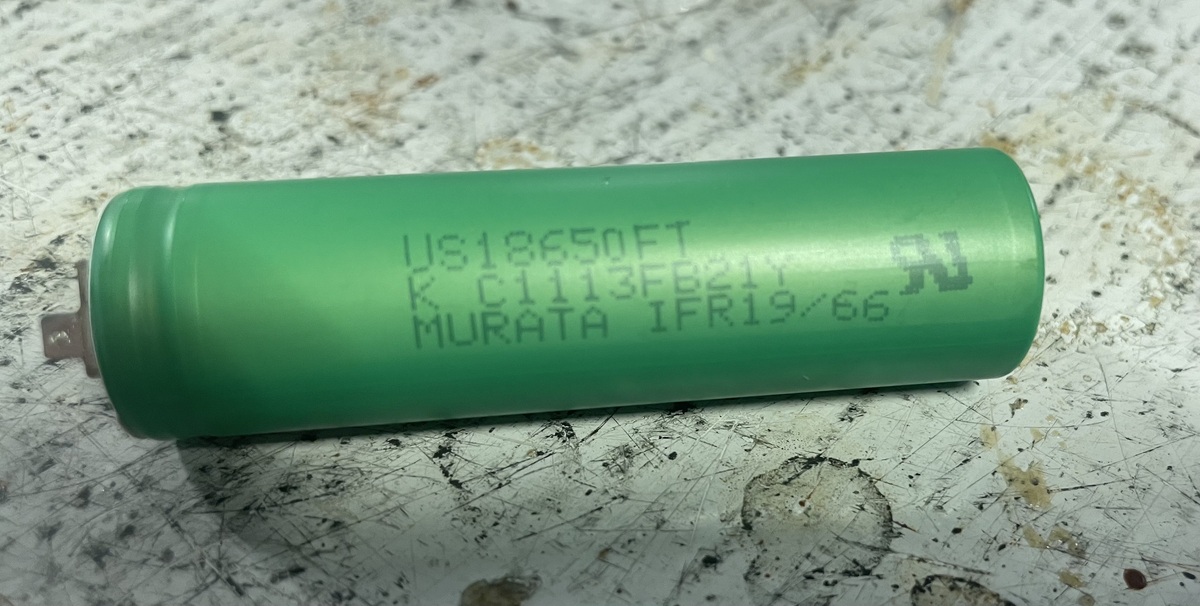 US18650FT
K C1113FB21Y
MURATA IFR19/66